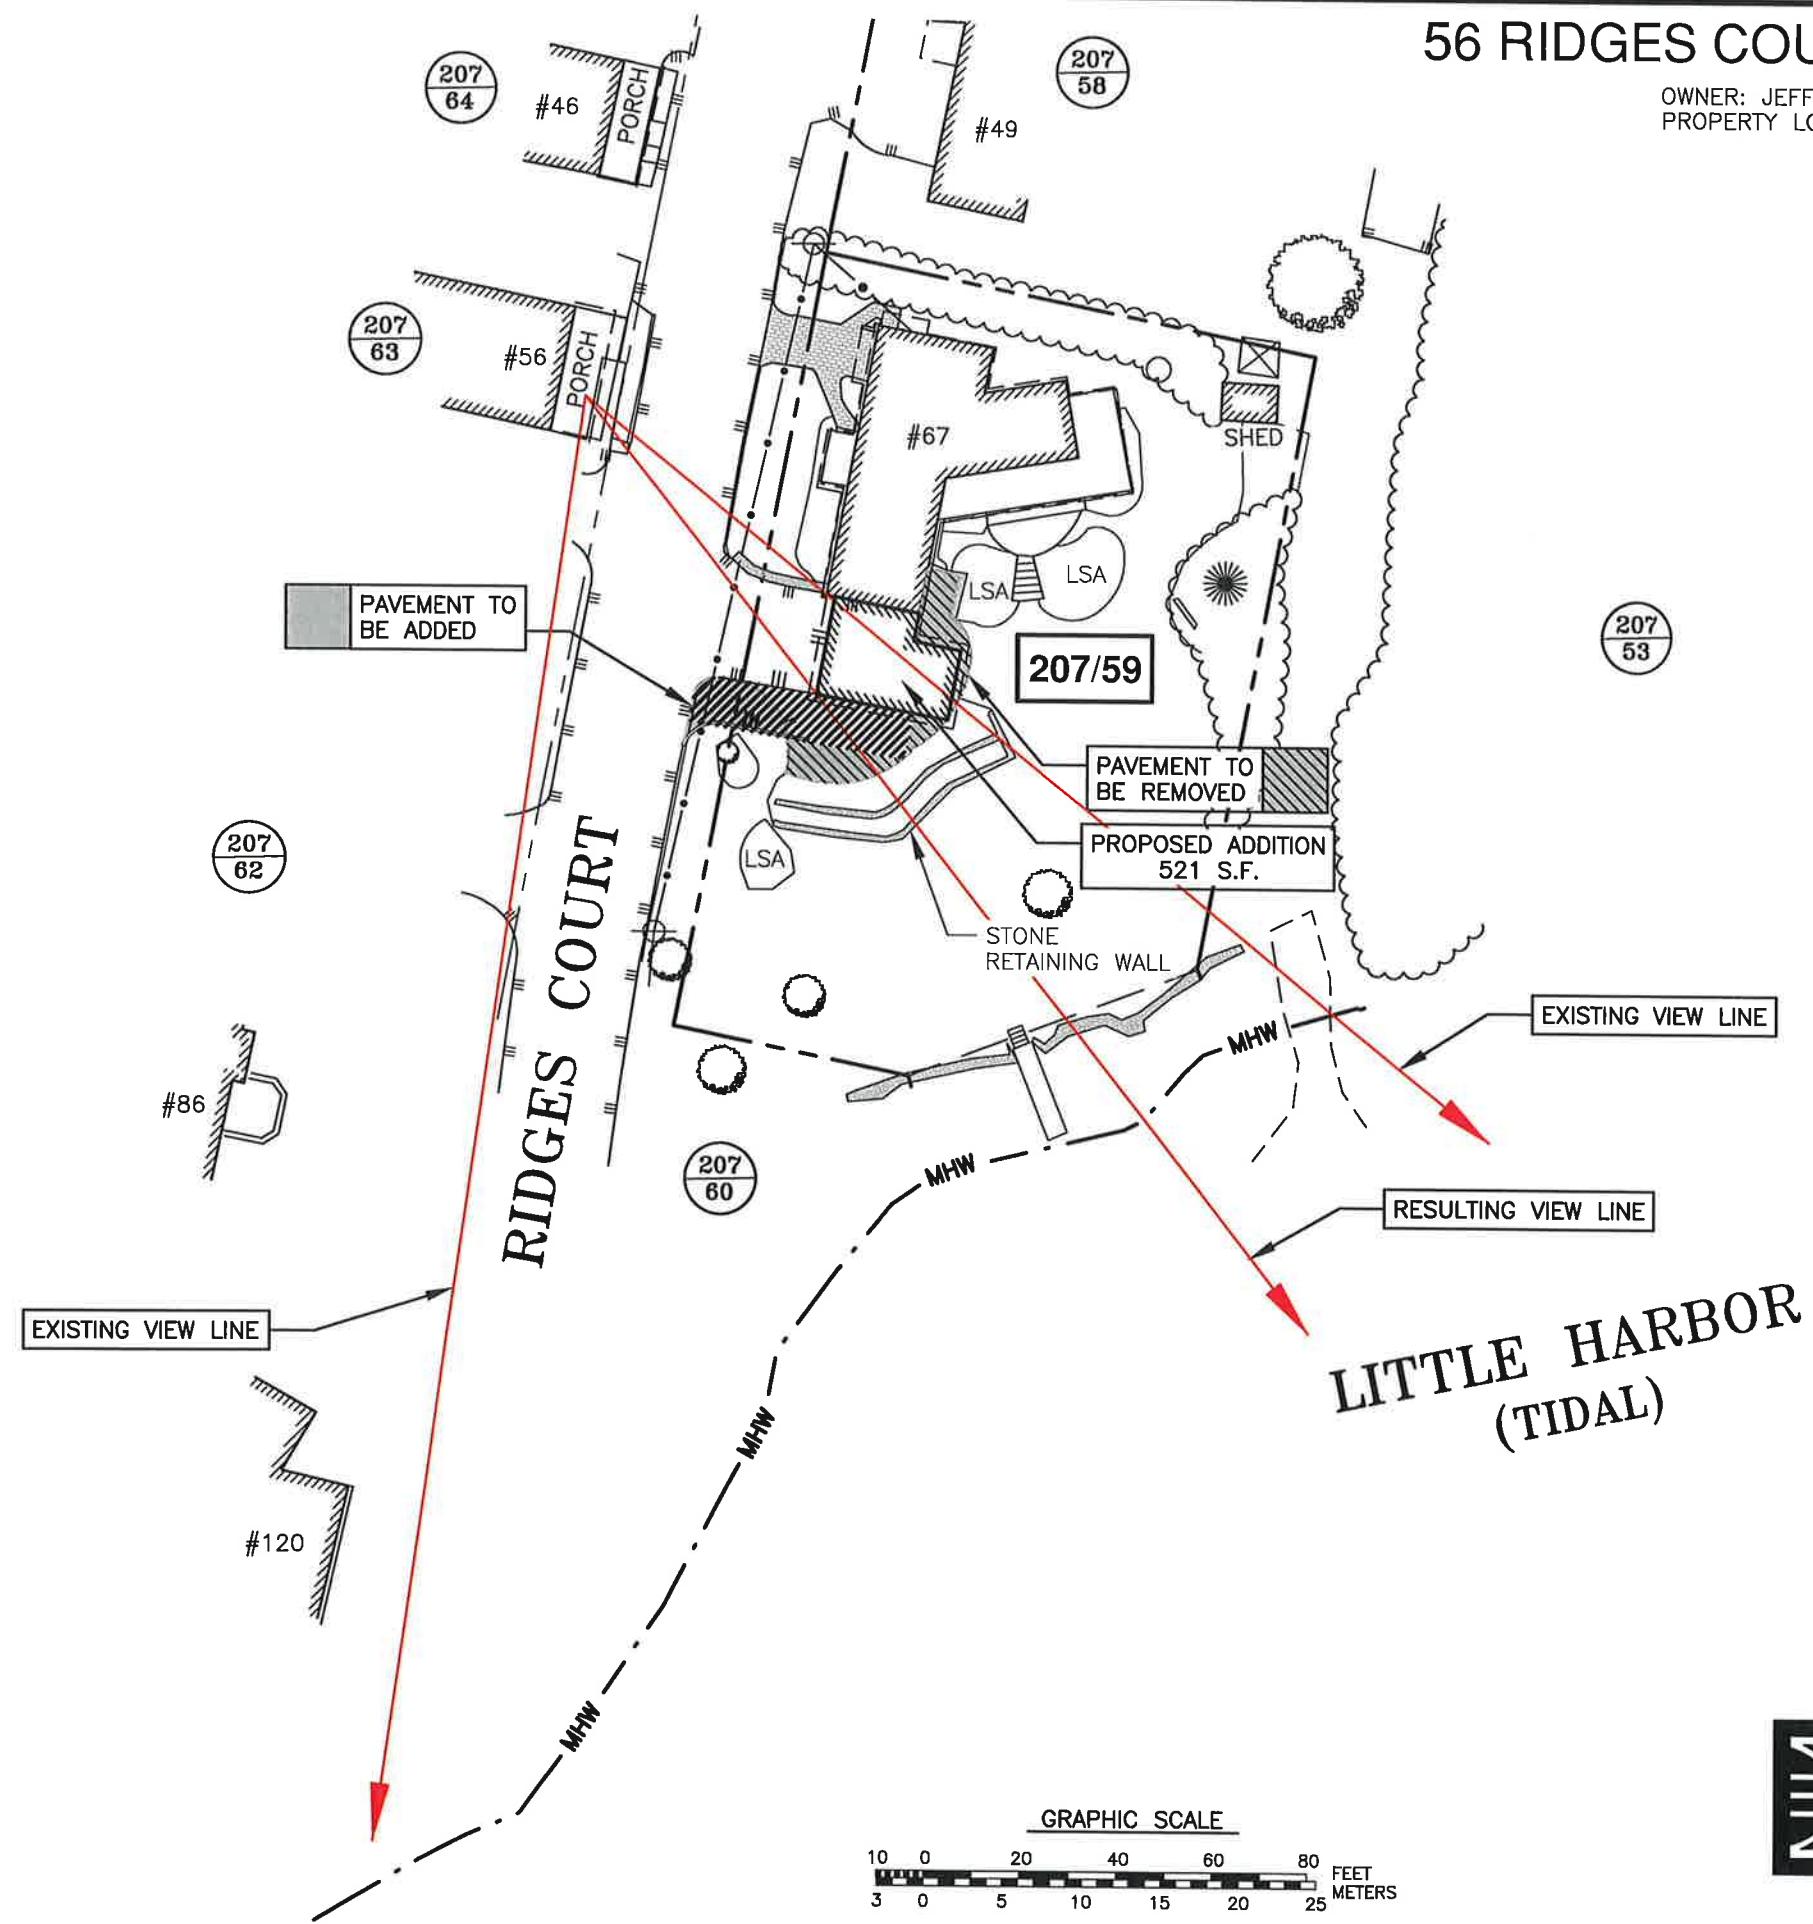 56 RIDGES COU
OWNER: JEFF
PROPERTY LO
207
64
#46
PORCH
207
58
#49
207
63
#56
PORCH
#67
SHED
LSA
LSA
PAVEMENT TO
BE ADDED
207/59
207
53
PAVEMENT TO
BE REMOVED
PROPOSED ADDITION
521 S.F.
207
62
LSA
STONE
RETAINING WALL
RIDGES COURT
EXISTING VIEW LINE
MHW
#86
207
60
MHW
RESULTING VIEW LINE
EXISTING VIEW LINE
LITTLE HARBOR
(TIDAL)
MHW
#120
MHW
GRAPHIC SCALE
10 0 20 40 60 80
FEET
METERS
3 0 5 10 15 20 25